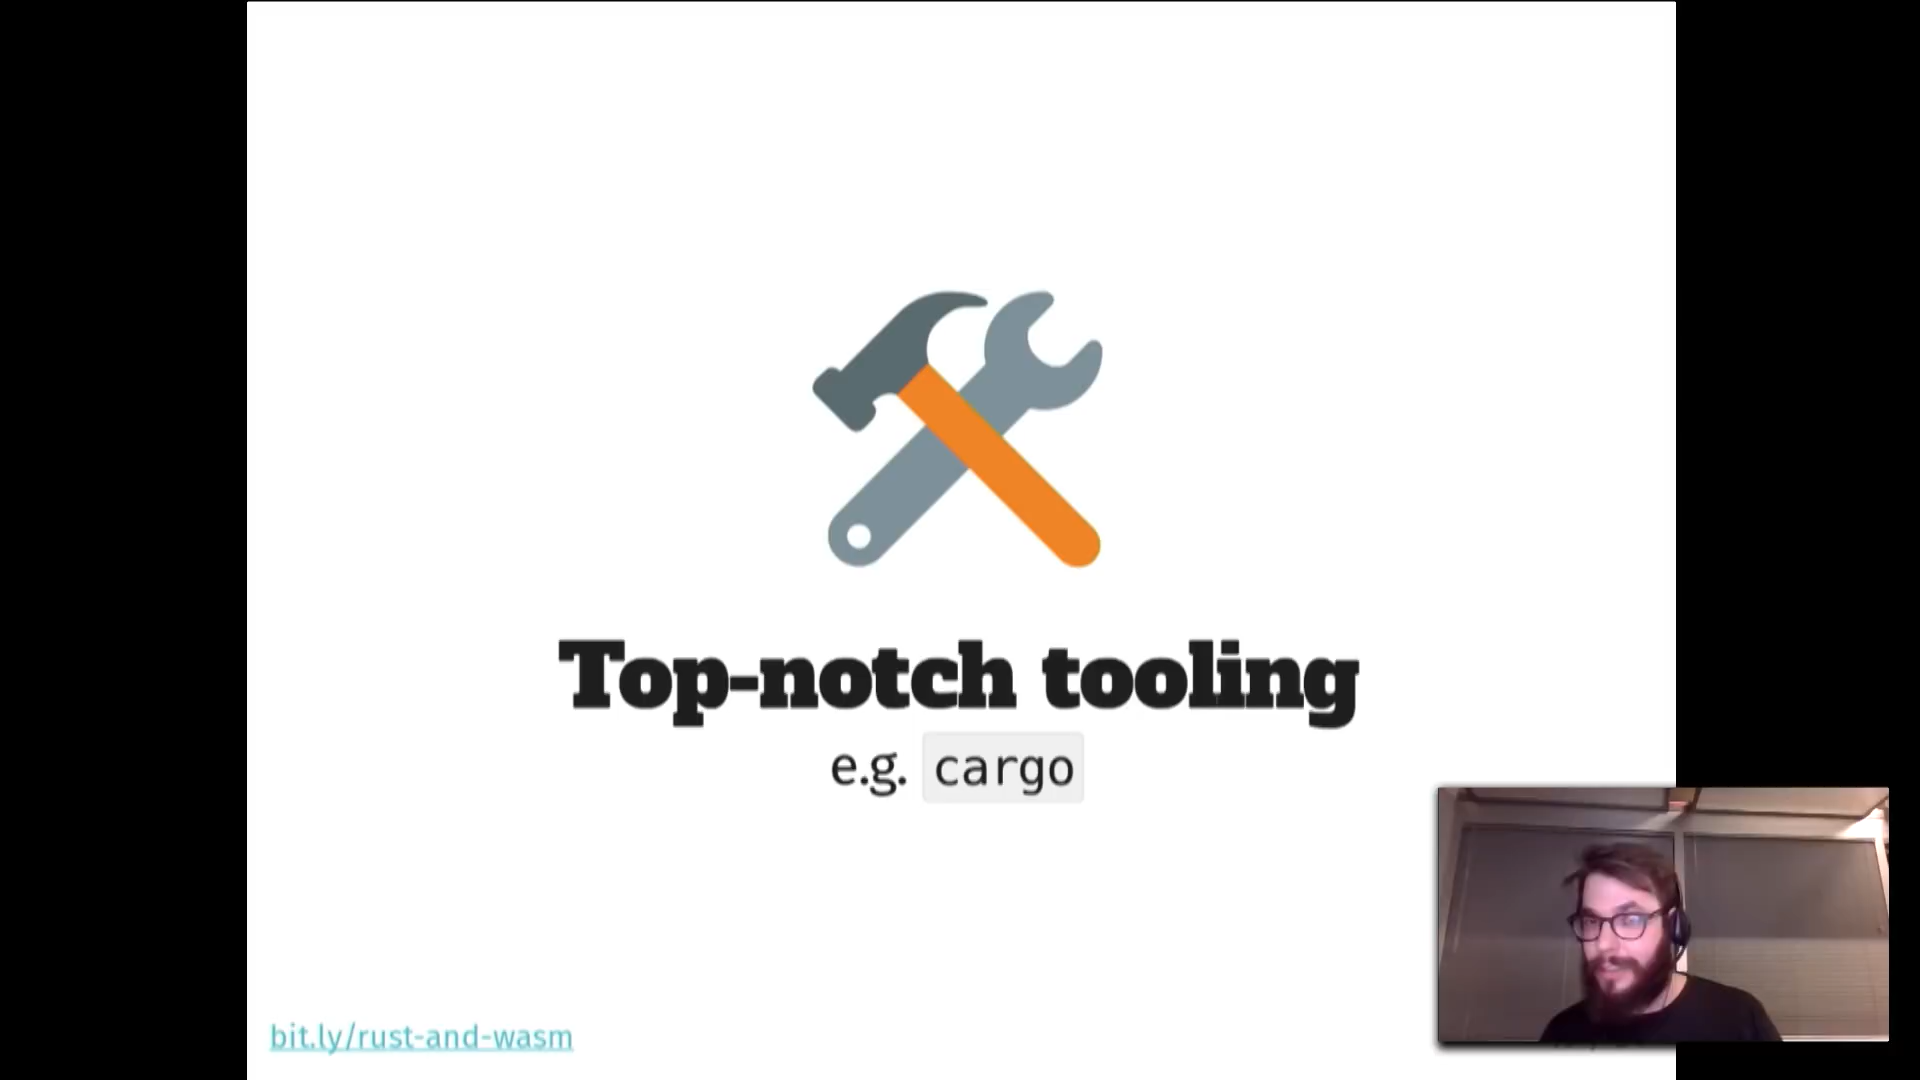 Top-notch tooling
e.g. cargo
bit.ly/rust-and-wasm